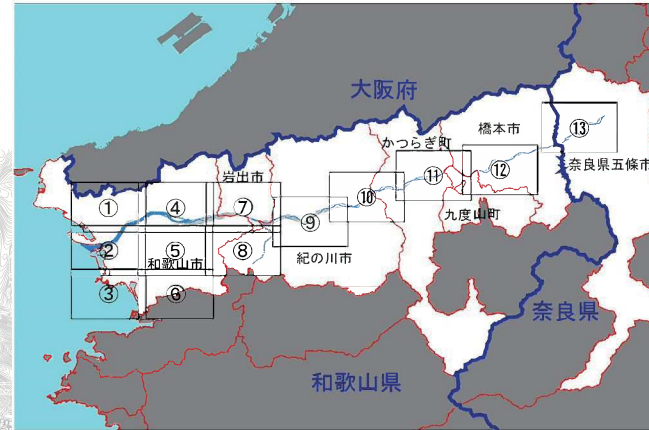 大阪府
橋本市
⑬
かつらぎ町
奈良県五條市
岩出市
⑪
⑫
⑩
①
④
⑦
⑨
九度山町
②
⑤
⑧
和歌山市
紀の川市
③
⑥
奈良県
和歌山県